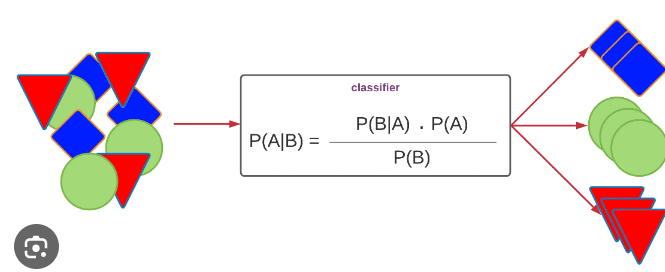 classifier
P(B|A) . P(A)
P(A|B) =
P(B)